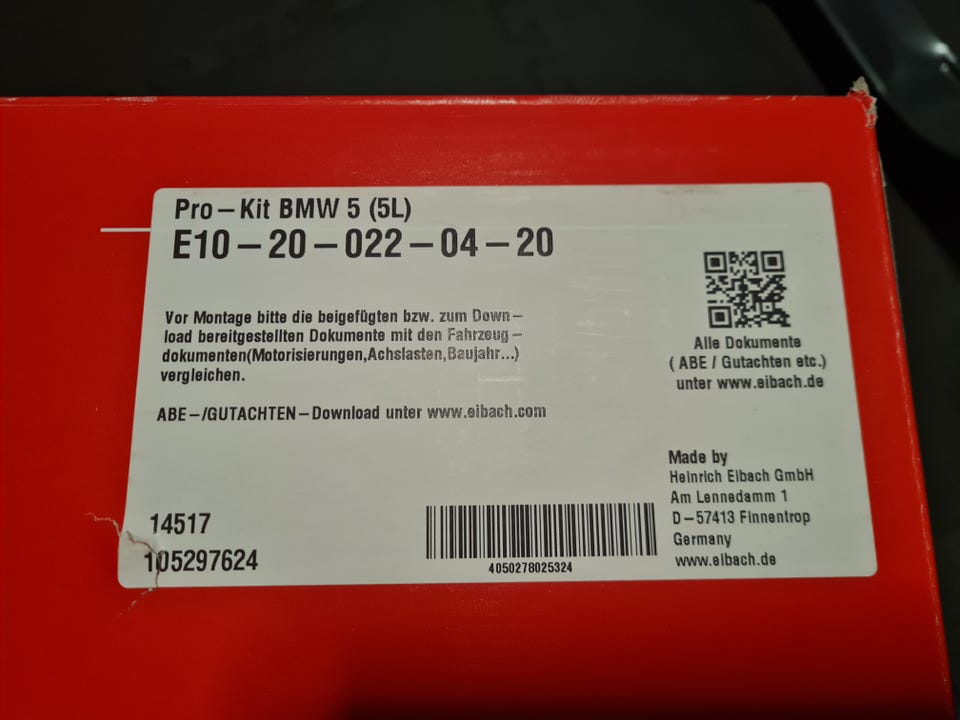 Pro-Kit BMW 5 (5L)
E10-20-022-04-20
Vor Montage bitte die beigefügten bzw. zum Down-
load bereitgestellten Dokumente mit den Fahrzeug-
dokumenten(Motorisierungen,Achslasten,Baujahr...)
vergleichen.
ABE-/GUTACHTEN-Download unter www.eibach.com
Alle Dokumente
( ABE / Gutachten etc.)
unter www.eibach.de
Made by
Heinrich Eibach GmbH
Am Lennedamm 1
D-57413 Finnentrop
Germany
www.eibach.de
14517
105297624
4050278025324